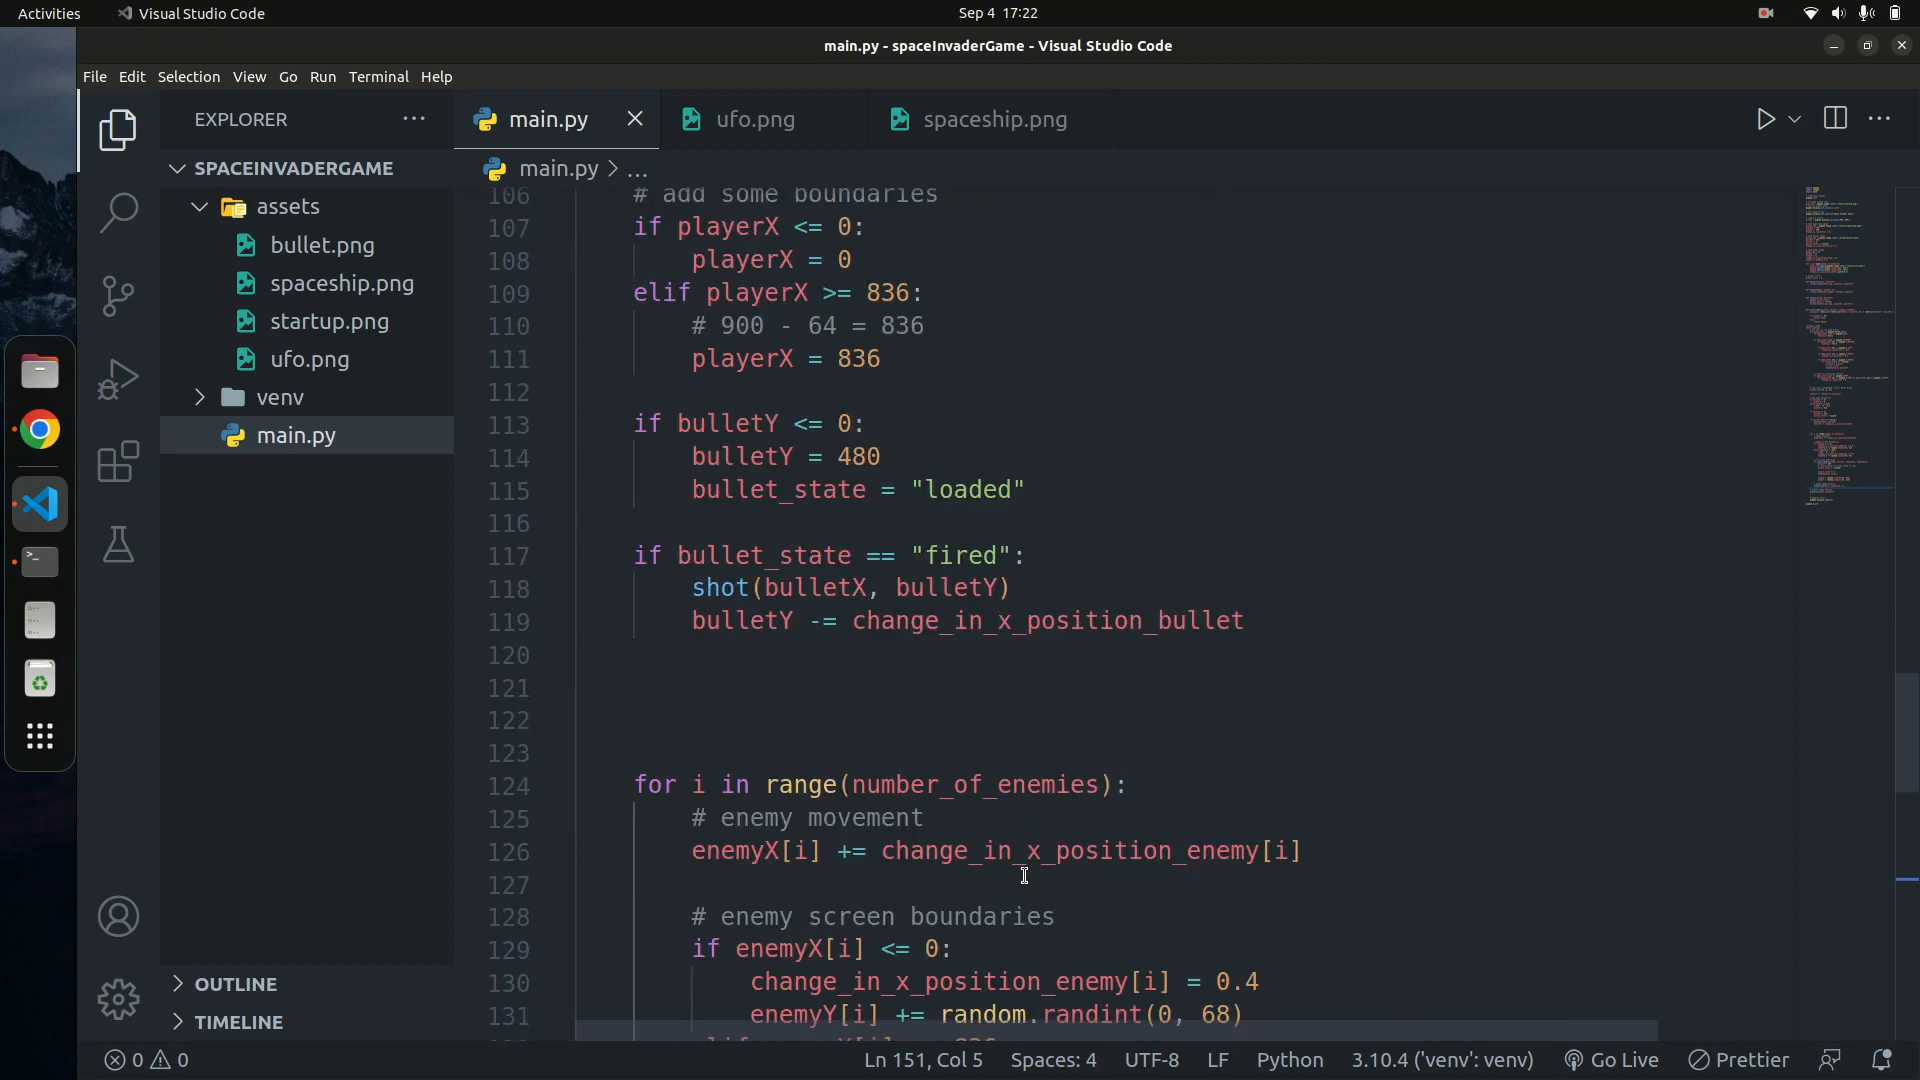 Activities Visual Studio Code Sep 4 17:22
main.py - spaceInvaderGame - Visual Studio Code
File Edit Selection View Go Run Terminal Help
EXPLORER
SPACEINVADERGAME
assets
bullet.png
spaceship.png
startup.png
ufo.png
venv
main.py
OUTLINE
TIMELINE
main.py ufo.png spaceship.png
main.py > ...
106 # add some boundaries
107 if playerX <= 0:
108 playerX = 0
109 elif playerX >= 836:
110 # 900 - 64 = 836
111 playerX = 836
112
113 if bulletY <= 0:
114 bulletY = 480
115 bullet_state = "loaded"
116
117 if bullet_state == "fired":
118 shot(bulletX, bulletY)
119 bulletY -= change_in_x_position_bullet
120
121
122
123
124 for i in range(number_of_enemies):
125 # enemy movement
126 enemyX[i] += change_in_x_position_enemy[i]
127
128 # enemy screen boundaries
129 if enemyX[i] <= 0:
130 change_in_x_position_enemy[i] = 0.4
131 enemyY[i] += random.randint(0, 68)
0 0 Ln 151, Col 5 Spaces: 4 UTF-8 LF Python 3.10.4 ('venv': venv) Go Live Prettier